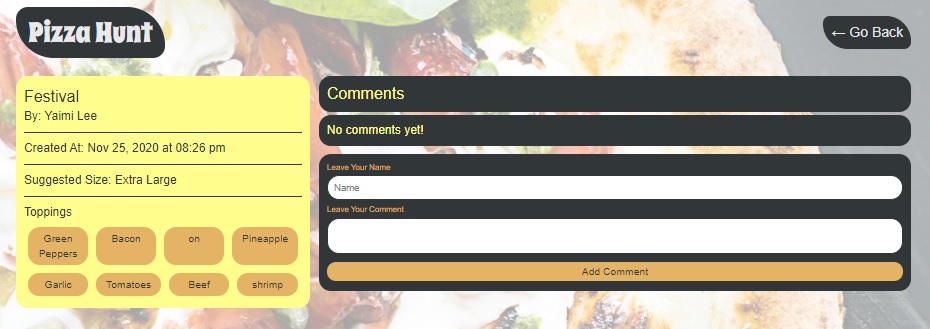 Pizza Hunt
← Go Back
Festival
By: Yaimi Lee
Created At: Nov 25, 2020 at 08:26 pm
Suggested Size: Extra Large
Toppings
Green Peppers
Bacon
on
Pineapple
Garlic
Tomatoes
Beef
shrimp
Comments
No comments yet!
Leave Your Name
Name
Leave Your Comment
Add Comment